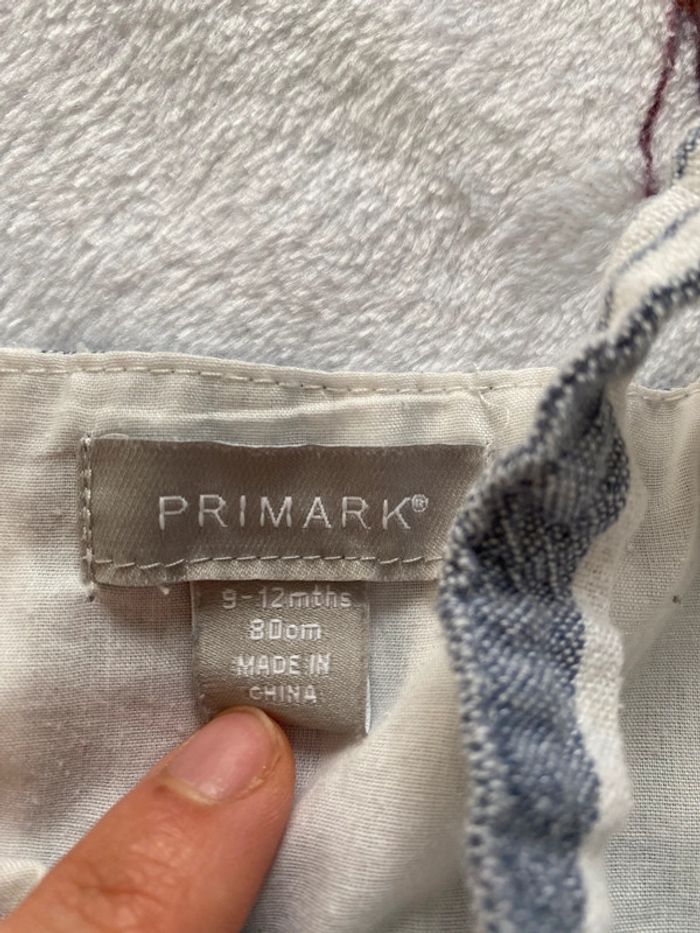 PRIMARK®
9-12mths
80cm
MADE IN
CHINA